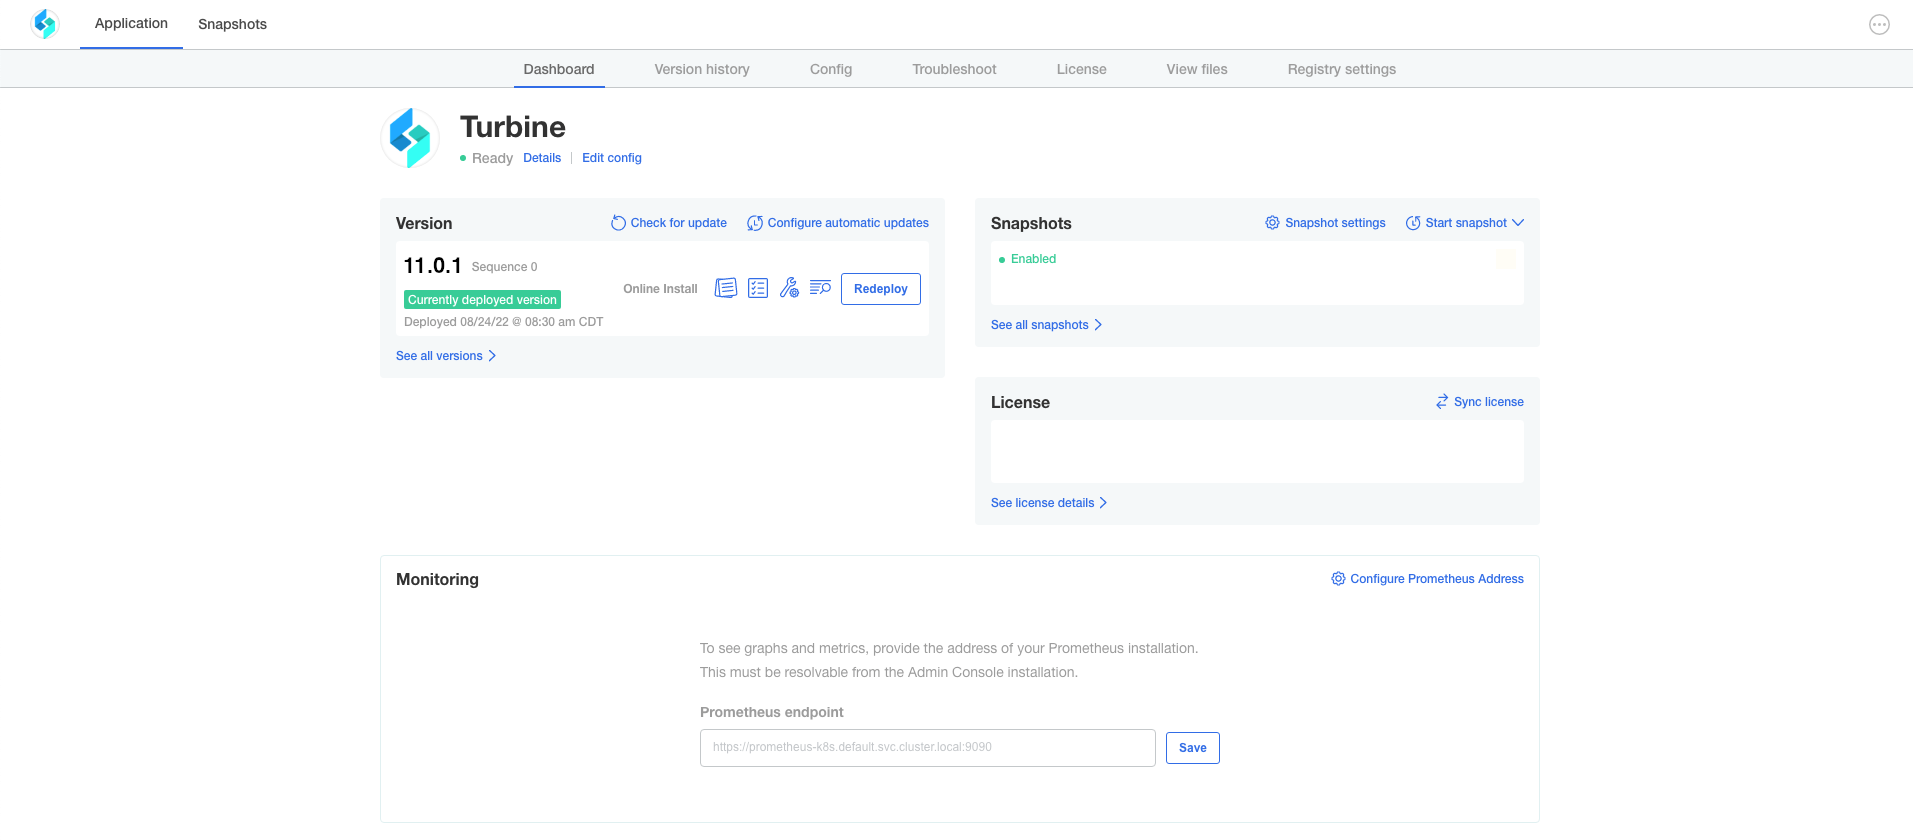 Application Snapshots
Dashboard Version history Config Troubleshoot License View files Registry settings
Turbine
Ready Details Edit config
Version Check for update Configure automatic updates
11.0.1 Sequence 0
Currently deployed version
Deployed 08/24/22 @ 08:30 am CDT
Online Install Redeploy
See all versions
Snapshots Snapshot settings Start snapshot
Enabled
See all snapshots
License Sync license
See license details
Monitoring Configure Prometheus Address
To see graphs and metrics, provide the address of your Prometheus installation.
This must be resolvable from the Admin Console installation.
Prometheus endpoint
https://prometheus-k8s.default.svc.cluster.local:9090 Save